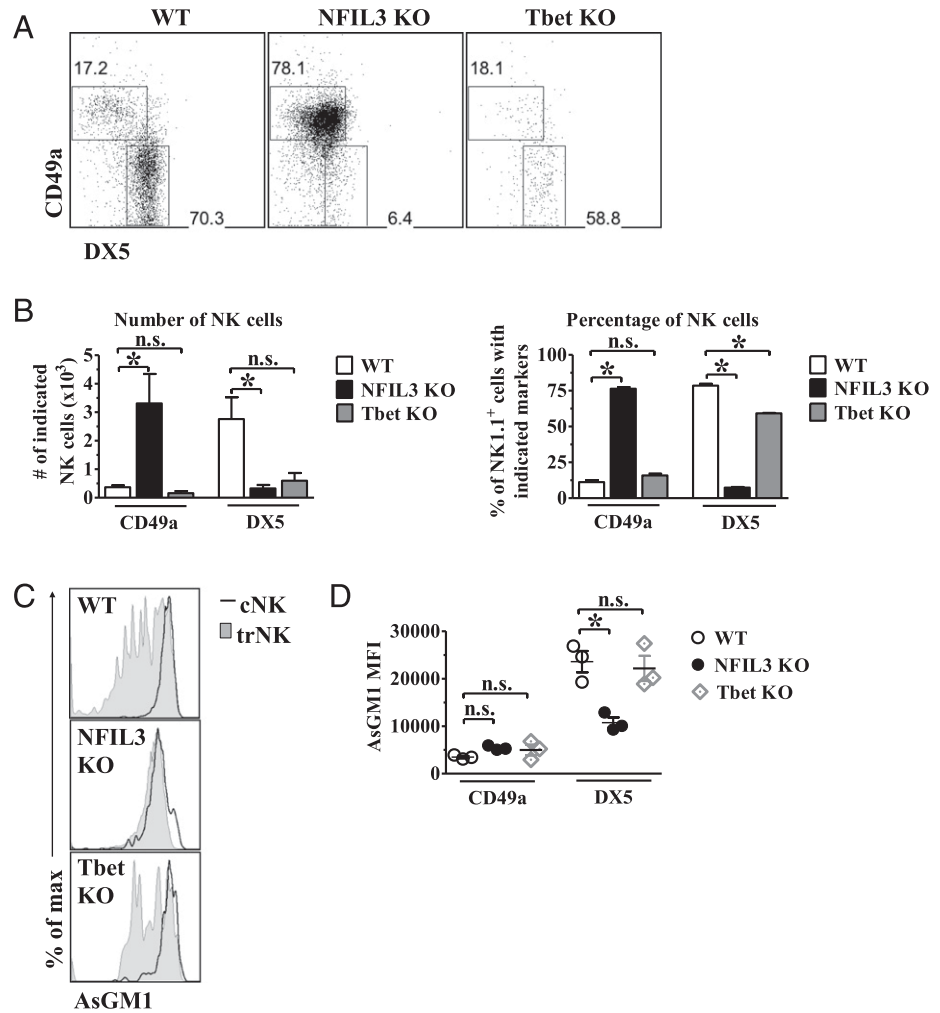 A
WT
NFIL3 KO
Tbet KO
17.2
78.1
18.1
70.3
6.4
58.8
CD49a
DX5
B
Number of NK cells
n.s.
*
n.s.
*
# of indicated
NK cells (x10³)
5
4
3
2
1
0
CD49a
DX5
WT
NFIL3 KO
Tbet KO
Percentage of NK cells
n.s.
*
*
*
% of NK1.1⁺ cells with
indicated markers
100
75
50
25
0
CD49a
DX5
WT
NFIL3 KO
Tbet KO
C
WT
NFIL3
KO
Tbet
KO
cNK
trNK
% of max
AsGM1
D
n.s.
*
n.s.
n.s.
AsGM1 MFI
30000
20000
10000
0
CD49a
DX5
WT
NFIL3 KO
Tbet KO